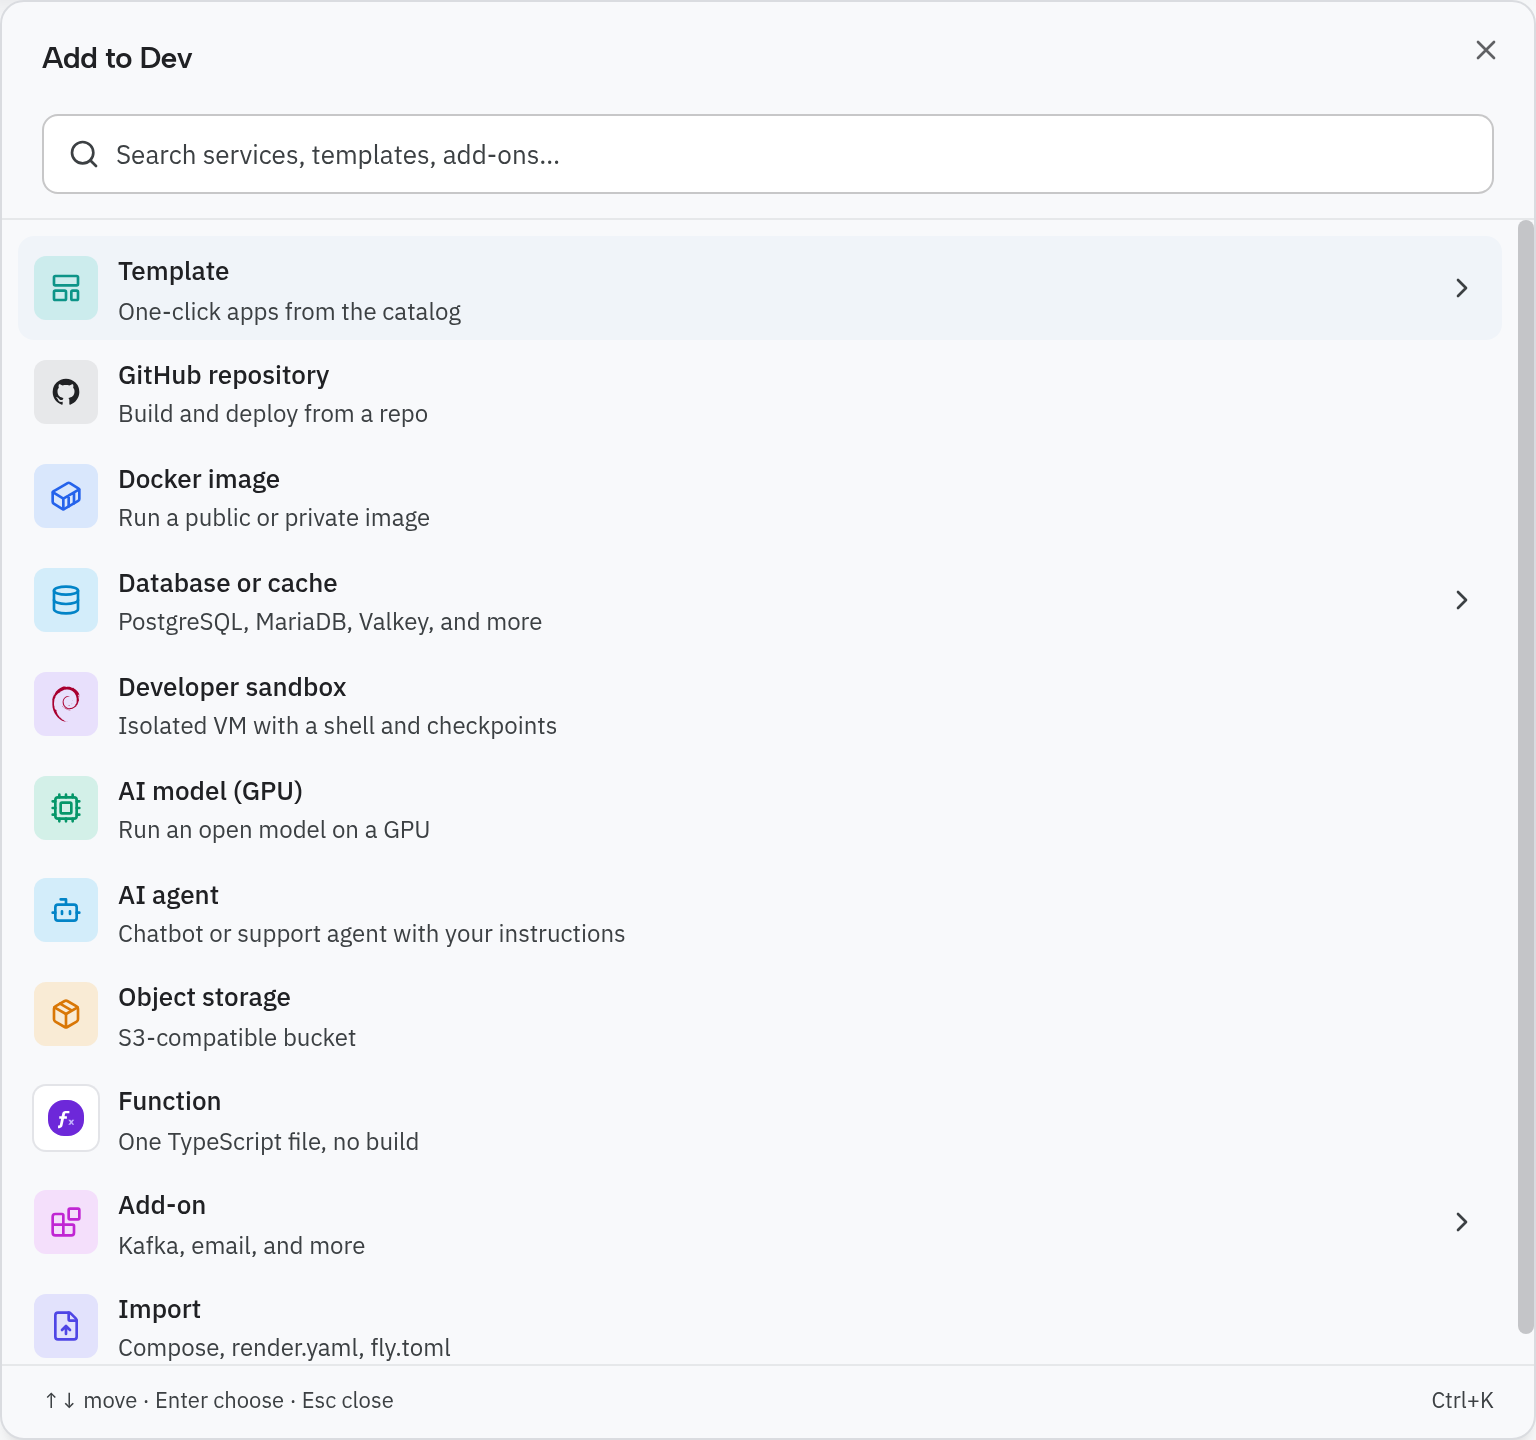 Add to Dev
Search services, templates, add-ons...
Template
One-click apps from the catalog
GitHub repository
Build and deploy from a repo
Docker image
Run a public or private image
Database or cache
PostgreSQL, MariaDB, Valkey, and more
Developer sandbox
Isolated VM with a shell and checkpoints
AI model (GPU)
Run an open model on a GPU
AI agent
Chatbot or support agent with your instructions
Object storage
S3-compatible bucket
fx
Function
One TypeScript file, no build
Add-on
Kafka, email, and more
Import
Compose, render.yaml, fly.toml
↑↓ move · Enter choose · Esc close
Ctrl+K